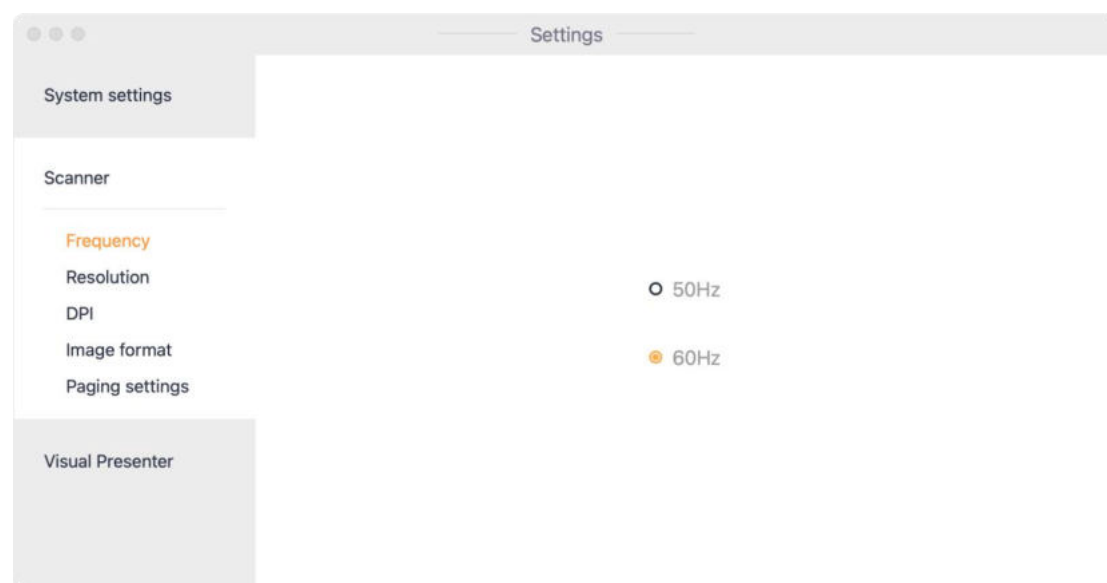 Settings
System settings
Scanner
Frequency
Resolution
DPI
Image format
Paging settings
Visual Presenter
50Hz
60Hz